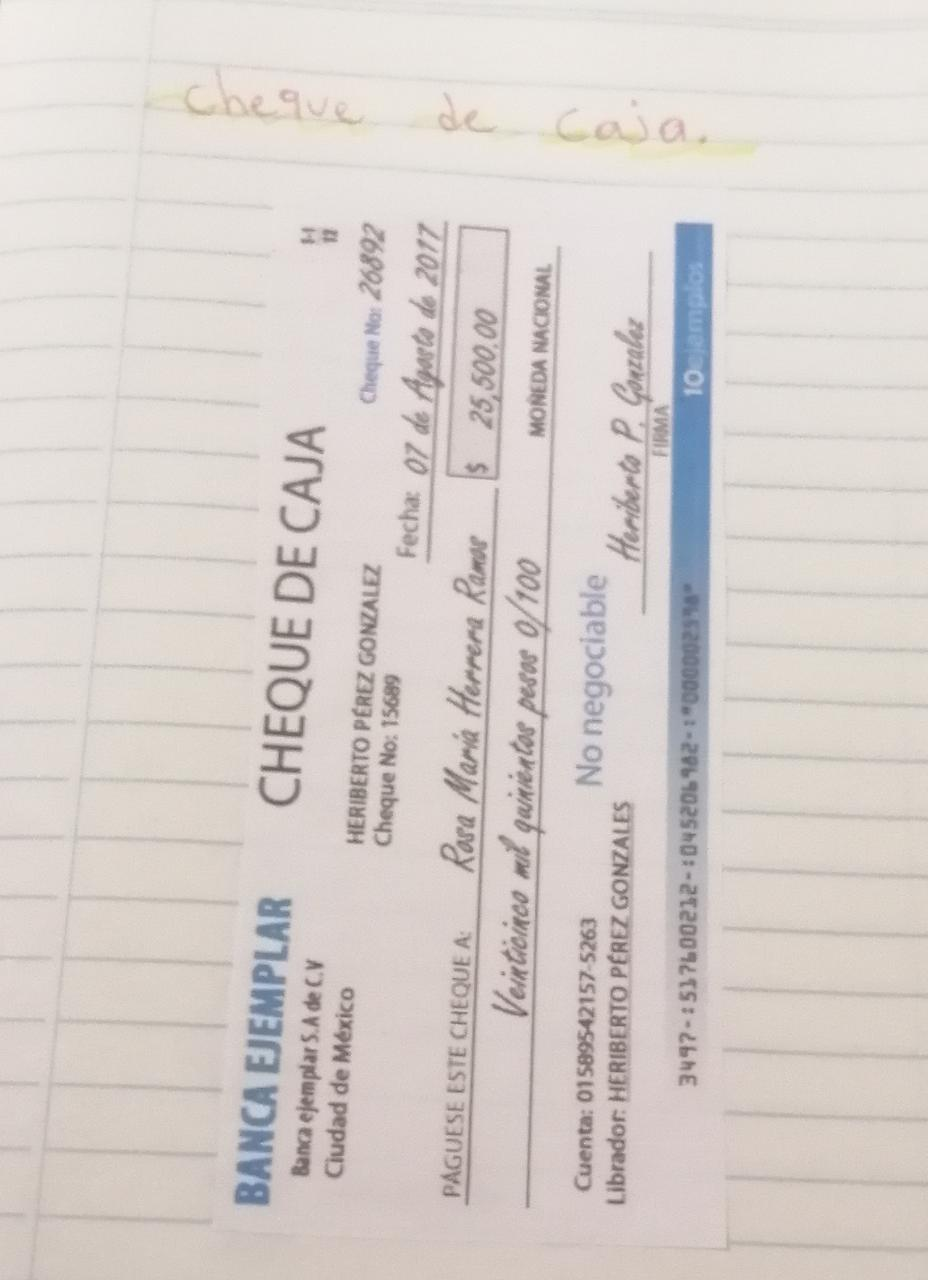 cheque de caja.
BANCA EJEMPLAR
CHEQUE DE CAJA
1-1
12
Banca ejemplar S.A de C.V
Ciudad de México
HERIBERTO PÉREZ GONZALEZ
Cheque No: 15689
Cheque No: 26892
Fecha: 07 de Agosto de 2017
PÁGUESE ESTE CHEQUE A: Rosa María Herrera Ramos $ 25,500.00
Veinticinco mil quinientos pesos 0/100 MONEDA NACIONAL
Cuenta: 01589542157-5263
No negociable
Librador: HERIBERTO PÉREZ GONZALES
Heriberto P. Gonzalez
FIRMA
10ejemplos